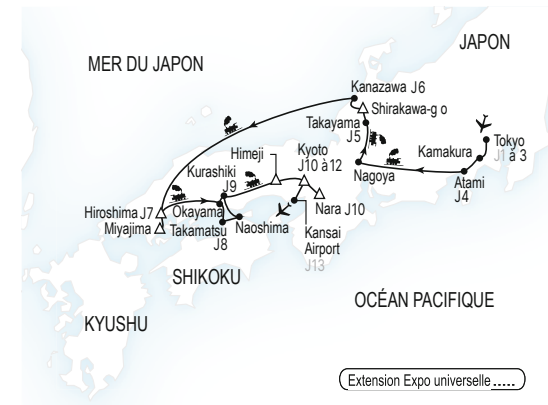 JAPON
MER DU JAPON
Kanazawa J6
Shirakawa-g o
Takayama
J5
Tokyo
J1 à 3
Kamakura
Himeji
Kyoto
J10 à 12
Kurashiki
J9
Nagoya
Atami
J4
Hiroshima J7
Okayama
Nara J10
Miyajima
Takamatsu
J8
Naoshima
Kansai
Airport
J13
SHIKOKU
OCÉAN PACIFIQUE
KYUSHU
Extension Expo universelle.....